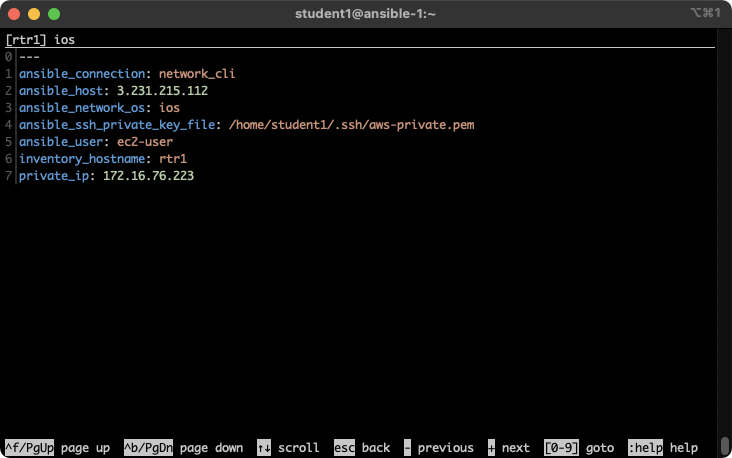 student1@ansible-1:~ ⌥⌘1
[rtr1] ios
0 ---
1 ansible_connection: network_cli
2 ansible_host: 3.231.215.112
3 ansible_network_os: ios
4 ansible_ssh_private_key_file: /home/student1/.ssh/aws-private.pem
5 ansible_user: ec2-user
6 inventory_hostname: rtr1
7 private_ip: 172.16.76.223
^f/PgUp page up ^b/PgDn page down ↑↓ scroll esc back - previous + next [0-9] goto :help help